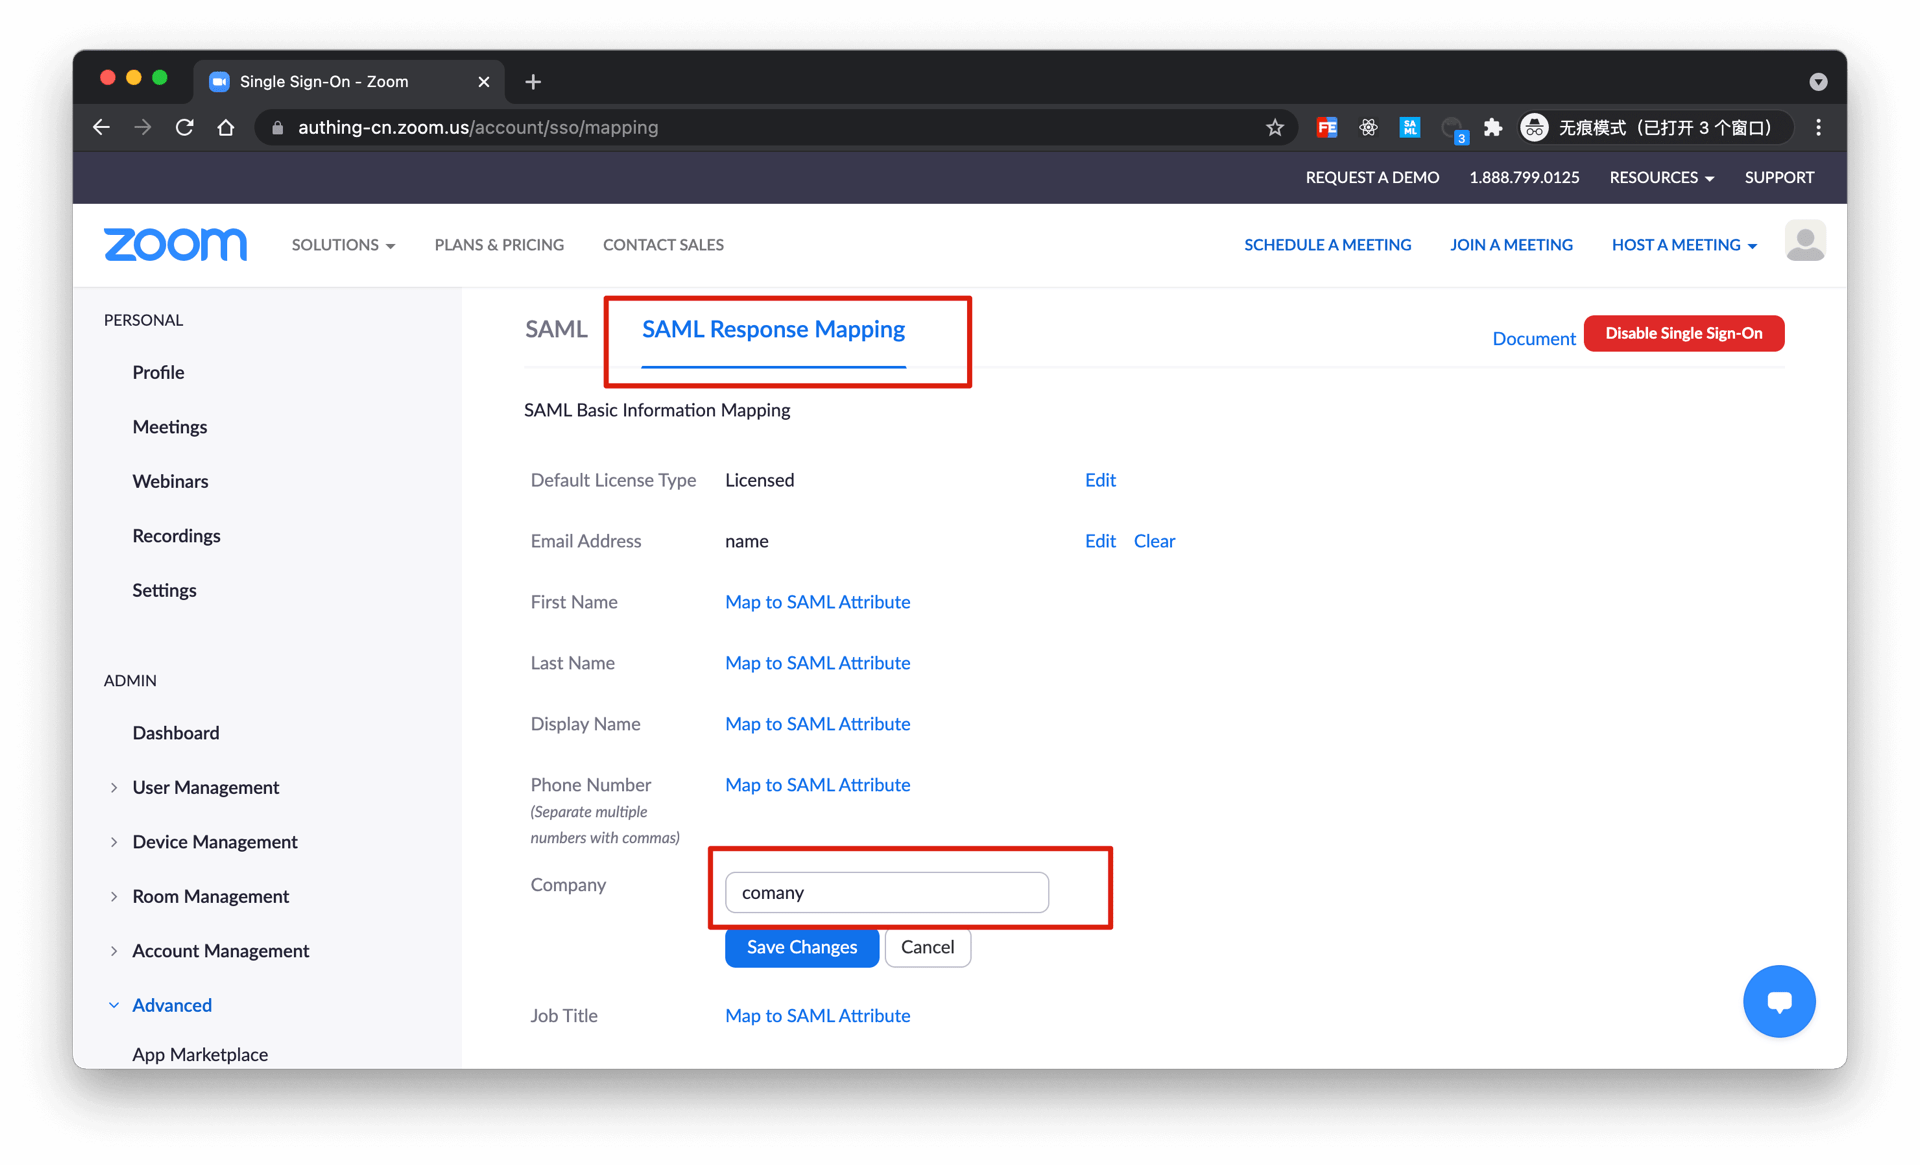 Single Sign-On - Zoom
authing-cn.zoom.us/account/sso/mapping
FE
SA
ML
3
无痕模式（已打开 3 个窗口）
REQUEST A DEMO 1.888.799.0125 RESOURCES SUPPORT
zoom SOLUTIONS PLANS & PRICING CONTACT SALES SCHEDULE A MEETING JOIN A MEETING HOST A MEETING
PERSONAL
Profile
Meetings
Webinars
Recordings
Settings
ADMIN
Dashboard
User Management
Device Management
Room Management
Account Management
Advanced
App Marketplace
SAML SAML Response Mapping Document Disable Single Sign-On
SAML Basic Information Mapping
Default License Type Licensed Edit
Email Address name Edit Clear
First Name Map to SAML Attribute
Last Name Map to SAML Attribute
Display Name Map to SAML Attribute
Phone Number Map to SAML Attribute
(Separate multiple
numbers with commas)
Company comany
Save Changes Cancel
Job Title Map to SAML Attribute